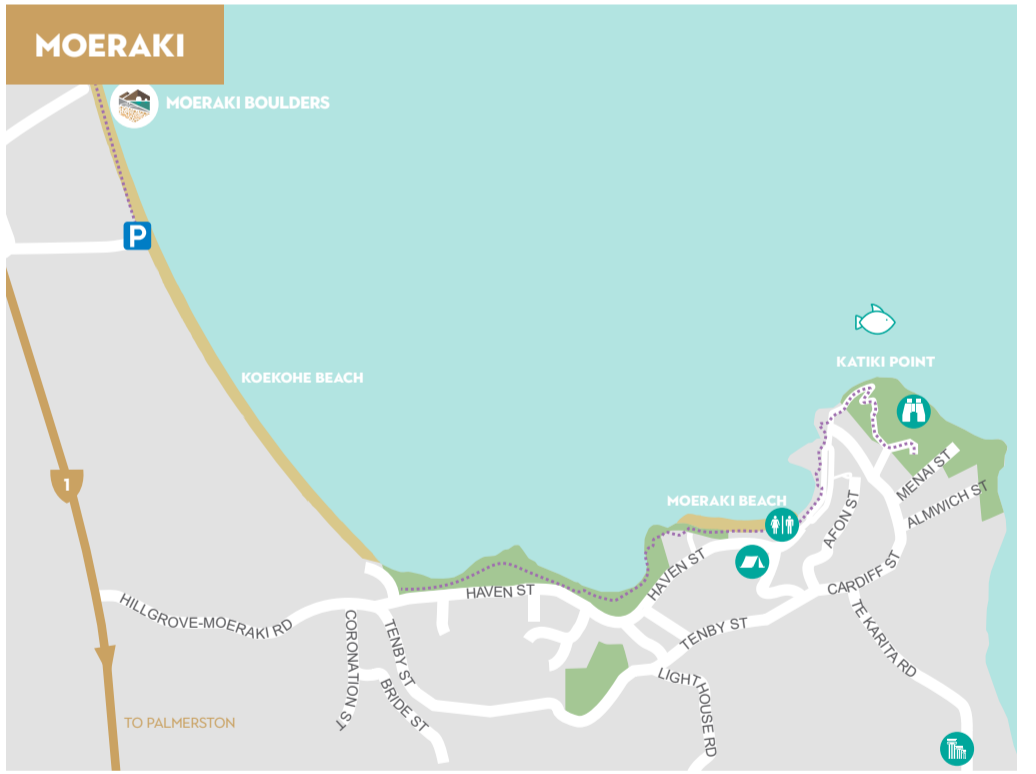 MOERAKI
MOERAKI BOULDERS
P
KATIKI POINT
KOEKOHE BEACH
MENAI ST
1
MOERAKI BEACH
ALMWICH ST
AFON ST
HAVEN ST
CARDIFF ST
HAVEN ST
HILLGROVE-MOERAKI RD
TENBY ST
TE KARITA RD
CORONATION ST
TENBY ST
BRIDE ST
LIGHTHOUSE RD
TO PALMERSTON